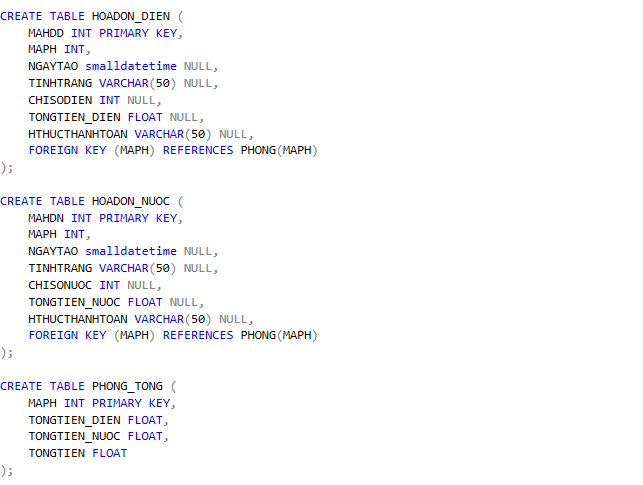 CREATE TABLE HOADON_DIEN (
MAHDD INT PRIMARY KEY,
MAPH INT,
NGAYTAO smalldatetime NULL,
TINHTRANG VARCHAR(50) NULL,
CHISODIEN INT NULL,
TONGTIEN_DIEN FLOAT NULL,
HTHUCTHANHTOAN VARCHAR(50) NULL,
FOREIGN KEY (MAPH) REFERENCES PHONG(MAPH)
);
CREATE TABLE HOADON_NUOC (
MAHDN INT PRIMARY KEY,
MAPH INT,
NGAYTAO smalldatetime NULL,
TINHTRANG VARCHAR(50) NULL,
CHISONUOC INT NULL,
TONGTIEN_NUOC FLOAT NULL,
HTHUCTHANHTOAN VARCHAR(50) NULL,
FOREIGN KEY (MAPH) REFERENCES PHONG(MAPH)
);
CREATE TABLE PHONG_TONG (
MAPH INT PRIMARY KEY,
TONGTIEN_DIEN FLOAT,
TONGTIEN_NUOC FLOAT,
TONGTIEN FLOAT
);